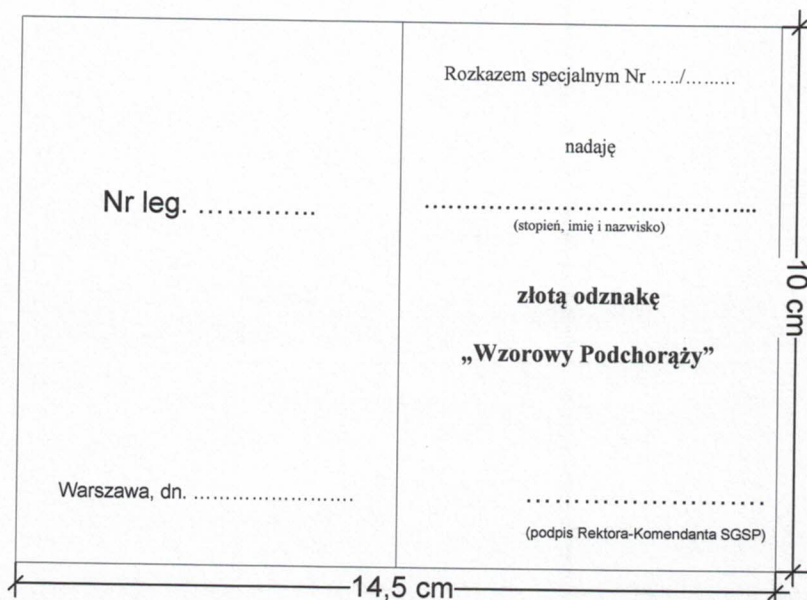 Nr leg. .............
Warszawa, dn. .........................
Rozkazem specjalnym Nr …../………
nadaję
......................................................
(stopień, imię i nazwisko)
złotą odznakę
„Wzorowy Podchorąży”
..............................
(podpis Rektora-Komendanta SGSP)
10 cm
14,5 cm